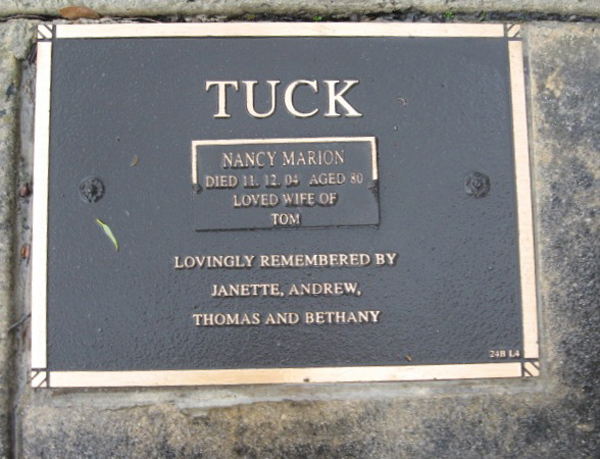 TUCK
NANCY MARION
DIED 11. 12. 04 AGED 80
LOVED WIFE OF
TOM
LOVINGLY REMEMBERED BY
JANETTE, ANDREW,
THOMAS AND BETHANY
24B L4